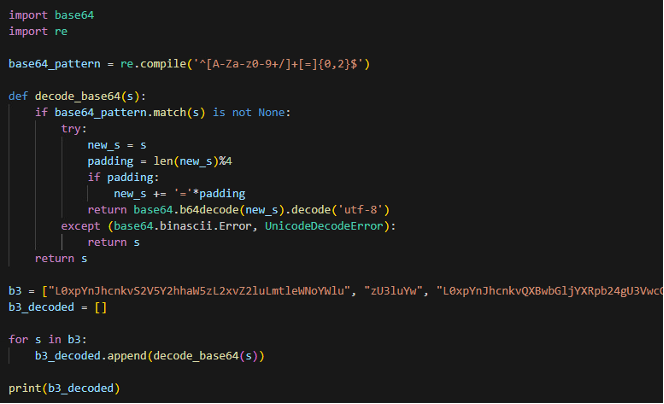 import base64
import re
base64_pattern = re.compile('^[A-Za-z0-9+/]+[=]{0,2}$')
def decode_base64(s):
    if base64_pattern.match(s) is not None:
        try:
            new_s = s
            padding = len(new_s)%4
            if padding:
                new_s += '='*padding
            return base64.b64decode(new_s).decode('utf-8')
        except (base64.binascii.Error, UnicodeDecodeError):
            return s
    return s
b3 = ["L0xpYnJhcnkvS2V5Y2hhaW5zL2xvZ2luLmtleWNoYWlu", "zU3luYw", "L0xpYnJhcnkvQXBwbGljYXRpb24gU3VwcG
b3_decoded = []
for s in b3:
    b3_decoded.append(decode_base64(s))
print(b3_decoded)